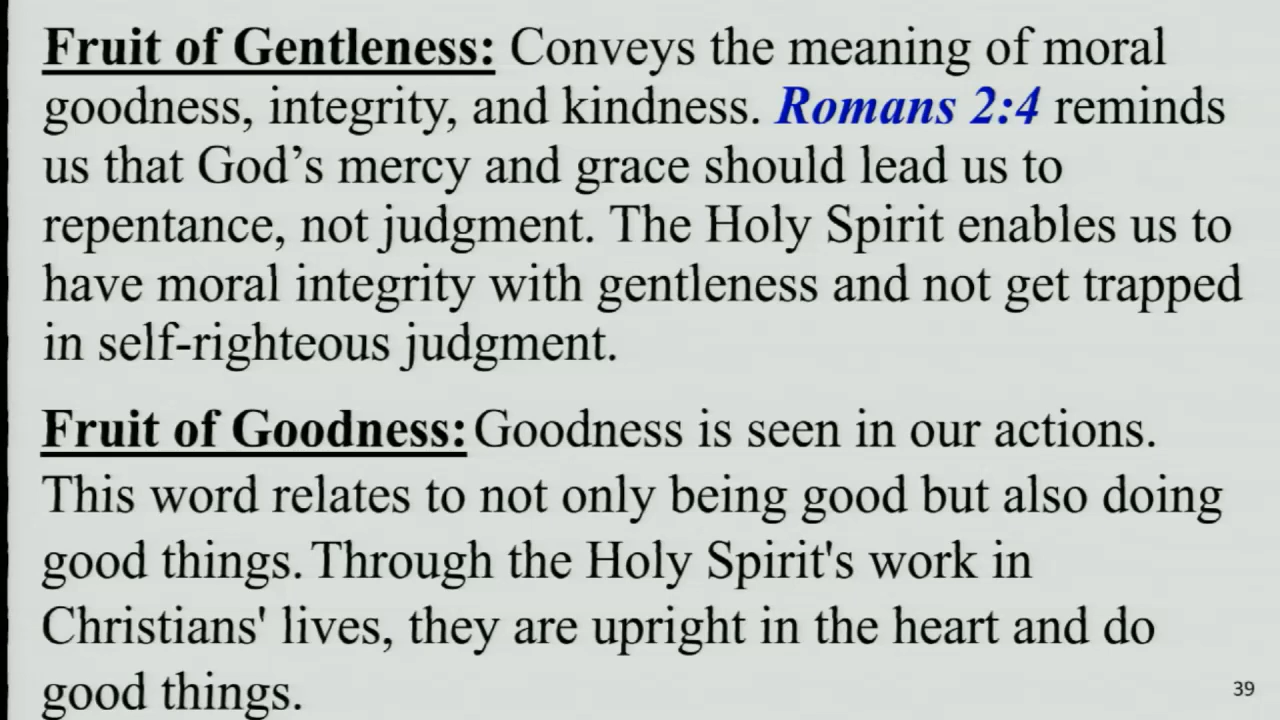 Fruit of Gentleness: Conveys the meaning of moral
goodness, integrity, and kindness. Romans 2:4 reminds
us that God’s mercy and grace should lead us to
repentance, not judgment. The Holy Spirit enables us to
have moral integrity with gentleness and not get trapped
in self-righteous judgment.
Fruit of Goodness: Goodness is seen in our actions.
This word relates to not only being good but also doing
good things. Through the Holy Spirit's work in
Christians' lives, they are upright in the heart and do
good things.
39